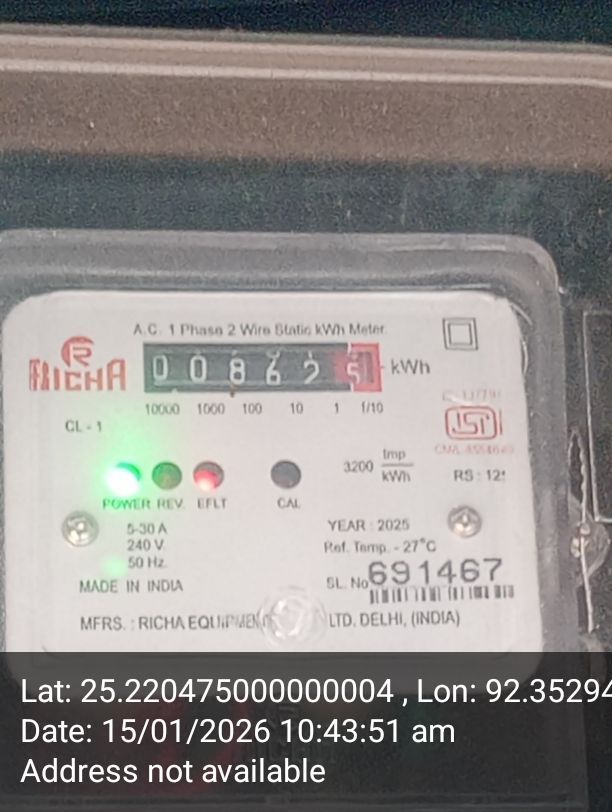 A.C. 1 Phase 2 Wire Static kWh Meter
RICHA
0 0 8 6 2 5 kWh
10000 1000 100 10 1 1/10
CL - 1
ISI
3200 Imp/kWh
RS : 12
POWER REV. EFLT CAL
5-30 A
240 V
50 Hz
YEAR : 2025
Ref. Temp. - 27°C
MADE IN INDIA
SL. No 691467
MFRS. : RICHA LTD. DELHI, (INDIA)
Lat: 25.220475000000004 , Lon: 92.35294
Date: 15/01/2026 10:43:51 am
Address not available